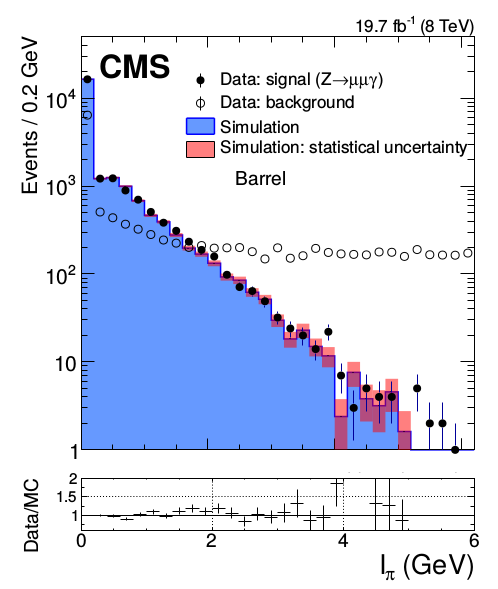 19.7 fb⁻¹ (8 TeV)
CMS
Data: signal (Z→μμγ)
Data: background
Simulation
Simulation: statistical uncertainty
Barrel
Events / 0.2 GeV
10⁴
10³
10²
10
1
Data/MC
2
1.5
1
0 2 4 6
Iπ (GeV)